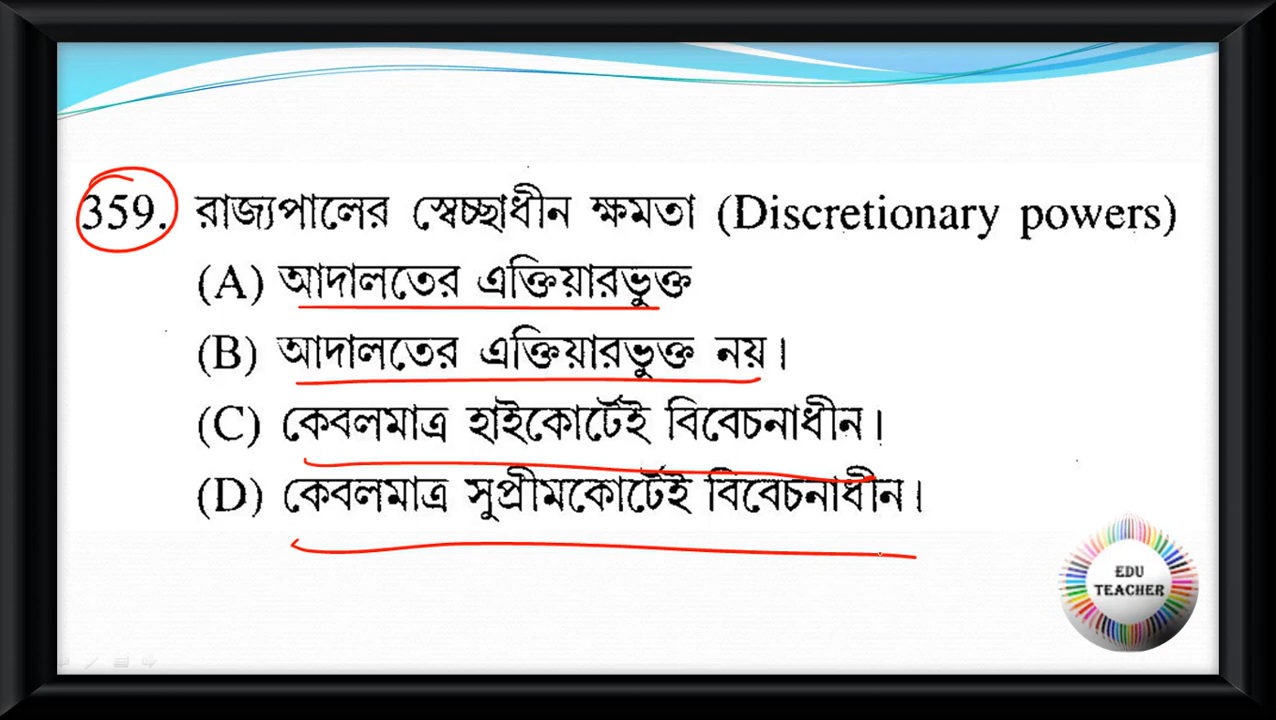 359. রাজ্যপালের স্বেচ্ছাধীন ক্ষমতা (Discretionary powers)
(A) আদালতের এক্তিয়ারভুক্ত
(B) আদালতের এক্তিয়ারভুক্ত নয়।
(C) কেবলমাত্র হাইকোর্টেই বিবেচনাধীন।
(D) কেবলমাত্র সুপ্রীমকোর্টেই বিবেচনাধীন।
EDU
TEACHER